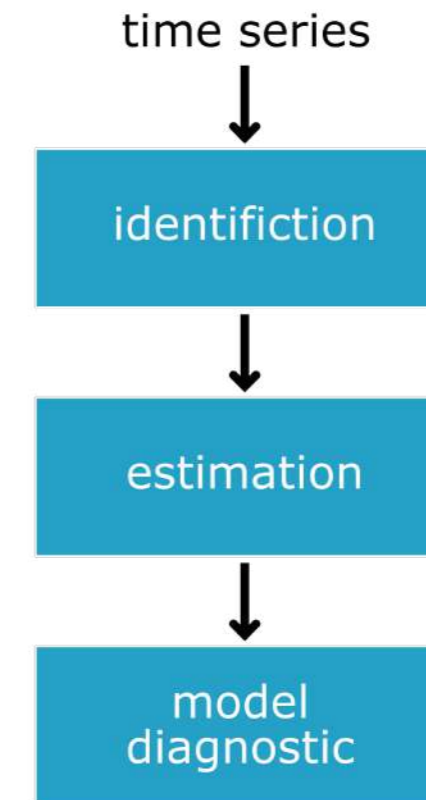 time series
identifiction
estimation
model
diagnostic